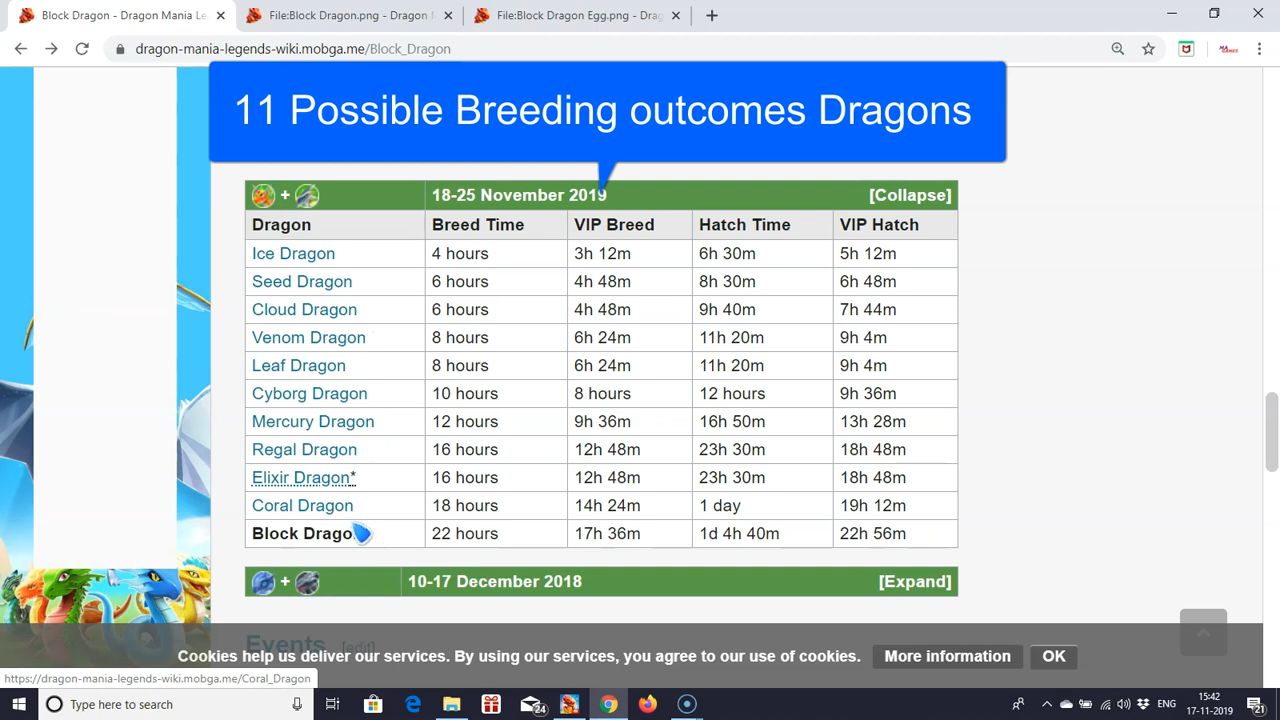 Block Dragon - Dragon Mania Le
File:Block Dragon.png - Dragon M
File:Block Dragon Egg.png - Drag
dragon-mania-legends-wiki.mobga.me/Block_Dragon
11 Possible Breeding outcomes Dragons
+ 18-25 November 2019 [Collapse]
Dragon Breed Time VIP Breed Hatch Time VIP Hatch
Ice Dragon 4 hours 3h 12m 6h 30m 5h 12m
Seed Dragon 6 hours 4h 48m 8h 30m 6h 48m
Cloud Dragon 6 hours 4h 48m 9h 40m 7h 44m
Venom Dragon 8 hours 6h 24m 11h 20m 9h 4m
Leaf Dragon 8 hours 6h 24m 11h 20m 9h 4m
Cyborg Dragon 10 hours 8 hours 12 hours 9h 36m
Mercury Dragon 12 hours 9h 36m 16h 50m 13h 28m
Regal Dragon 16 hours 12h 48m 23h 30m 18h 48m
Elixir Dragon* 16 hours 12h 48m 23h 30m 18h 48m
Coral Dragon 18 hours 14h 24m 1 day 19h 12m
Block Drago 22 hours 17h 36m 1d 4h 40m 22h 56m
+ 10-17 December 2018 [Expand]
Events [edit]
Cookies help us deliver our services. By using our services, you agree to our use of cookies. More information OK
https://dragon-mania-legends-wiki.mobga.me/Coral_Dragon
Type here to search
24
ENG
15:42
17-11-2019
21